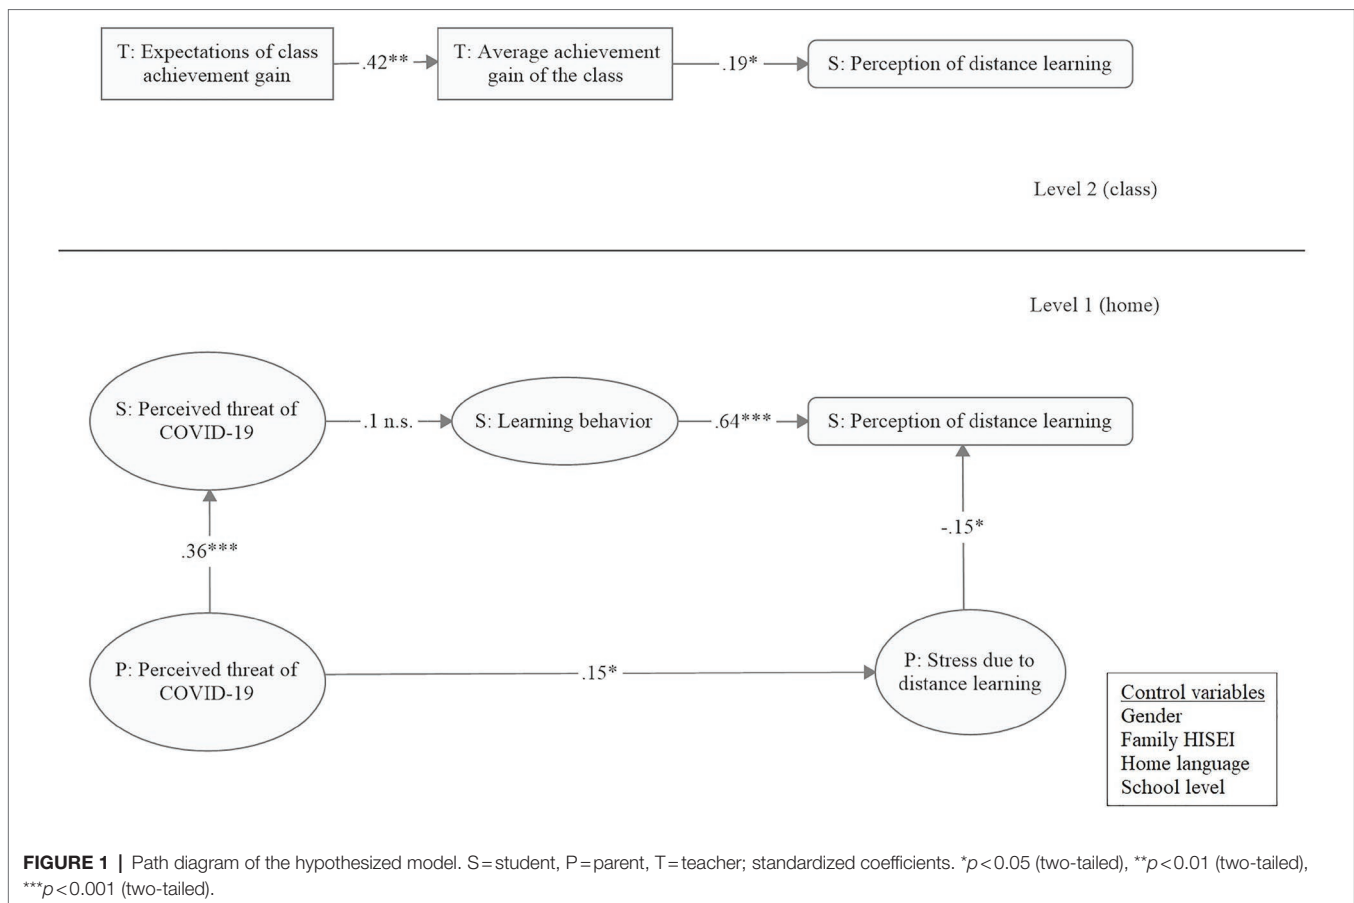 T: Expectations of class
achievement gain
.42**
T: Average achievement
gain of the class
.19*
S: Perception of distance learning
Level 2 (class)
Level 1 (home)
S: Perceived threat of
COVID-19
.1 n.s.
S: Learning behavior
.64***
S: Perception of distance learning
.36***
-.15*
P: Perceived threat of
COVID-19
.15*
P: Stress due to
distance learning
Control variables
Gender
Family HISEI
Home language
School level
FIGURE 1 | Path diagram of the hypothesized model. S=student, P=parent, T=teacher; standardized coefficients. *p<0.05 (two-tailed), **p<0.01 (two-tailed),
***p<0.001 (two-tailed).